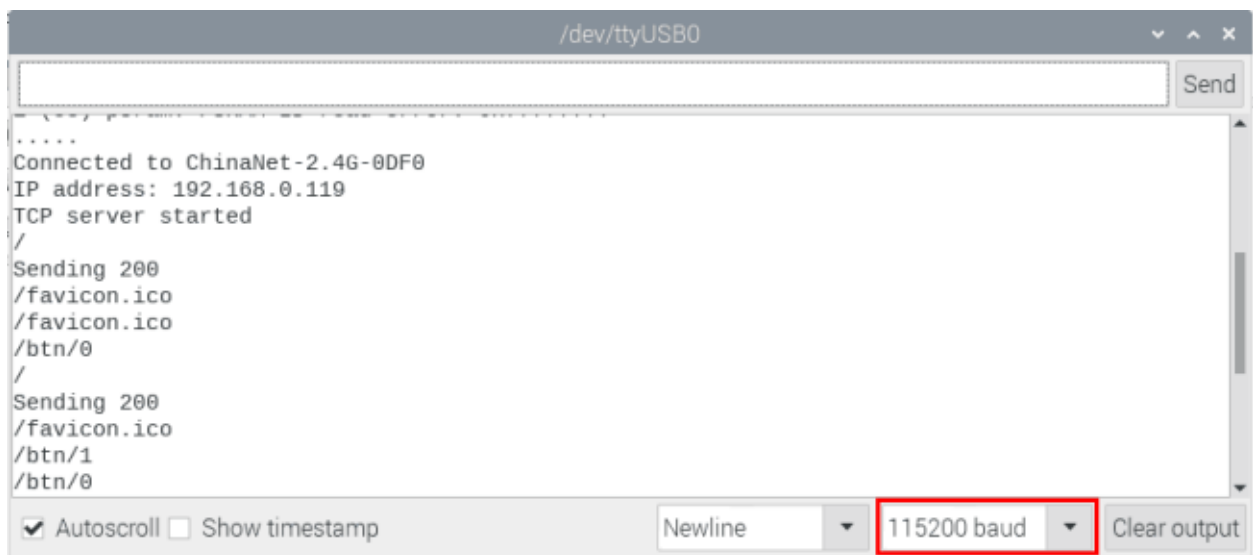 /dev/ttyUSB0
Send
.....
Connected to ChinaNet-2.4G-0DF0
IP address: 192.168.0.119
TCP server started
/
Sending 200
/favicon.ico
/favicon.ico
/btn/0
/
Sending 200
/favicon.ico
/btn/1
/btn/0
Autoscroll Show timestamp Newline 115200 baud Clear output